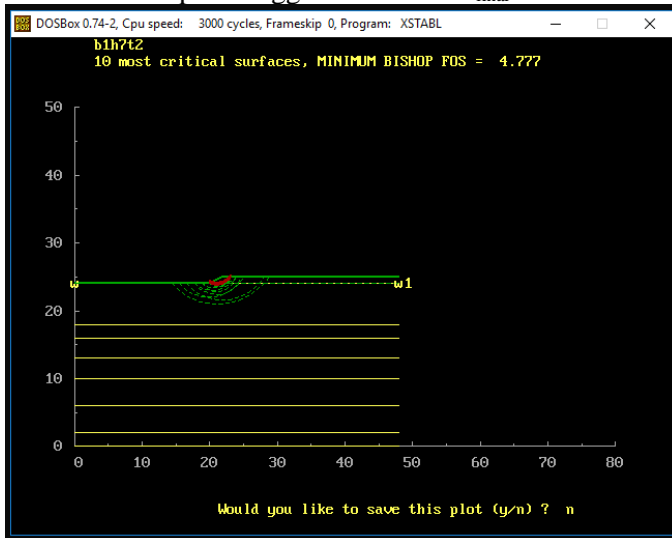 DOSBox 0.74-2, Cpu speed: 3000 cycles, Frameskip 0, Program: XSTABL
b1h7t2
10 most critical surfaces, MINIMUM BISHOP FOS = 4.777
50
40
30
w w1
20
10
0
0 10 20 30 40 50 60 70 80
Would you like to save this plot (y/n) ? n